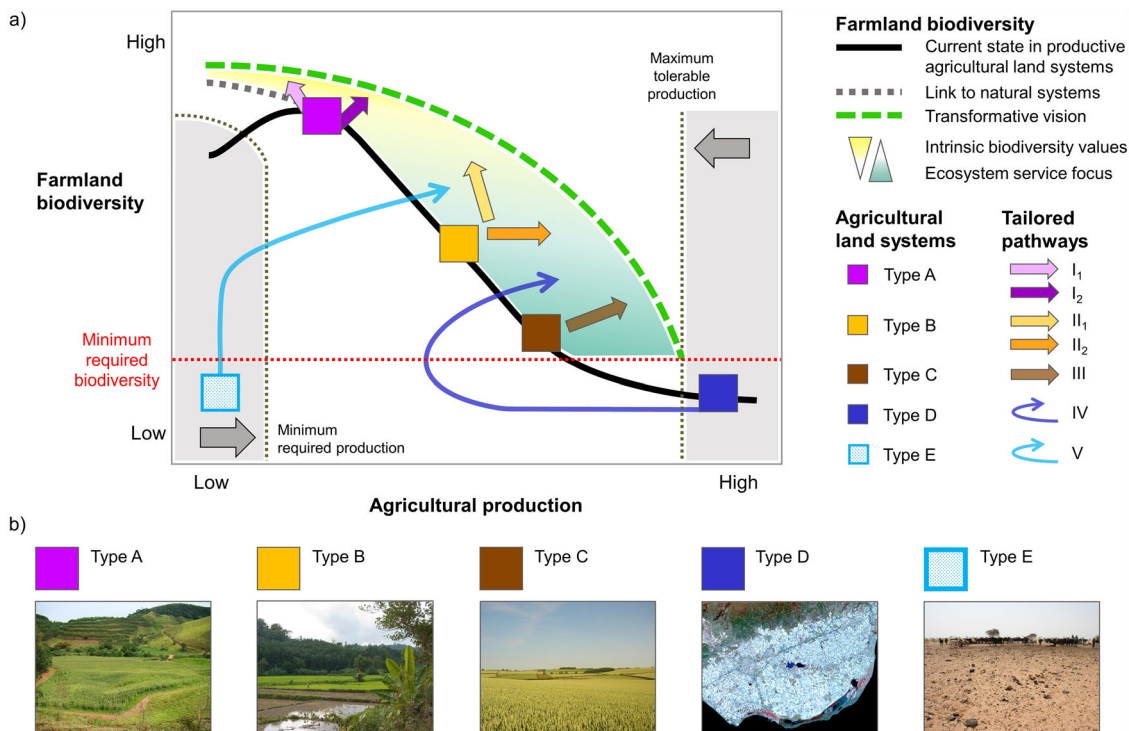 a)
High
Farmland
biodiversity
Minimum
required
biodiversity
Low
Maximum
tolerable
production
Minimum
required production
Low
High
Agricultural production
Farmland biodiversity
Current state in productive
agricultural land systems
Link to natural systems
Transformative vision
Intrinsic biodiversity values
Ecosystem service focus
Agricultural
land systems
Type A
Type B
Type C
Type D
Type E
Tailored
pathways
I1
I2
II1
II2
III
IV
V
b)
Type A
Type B
Type C
Type D
Type E